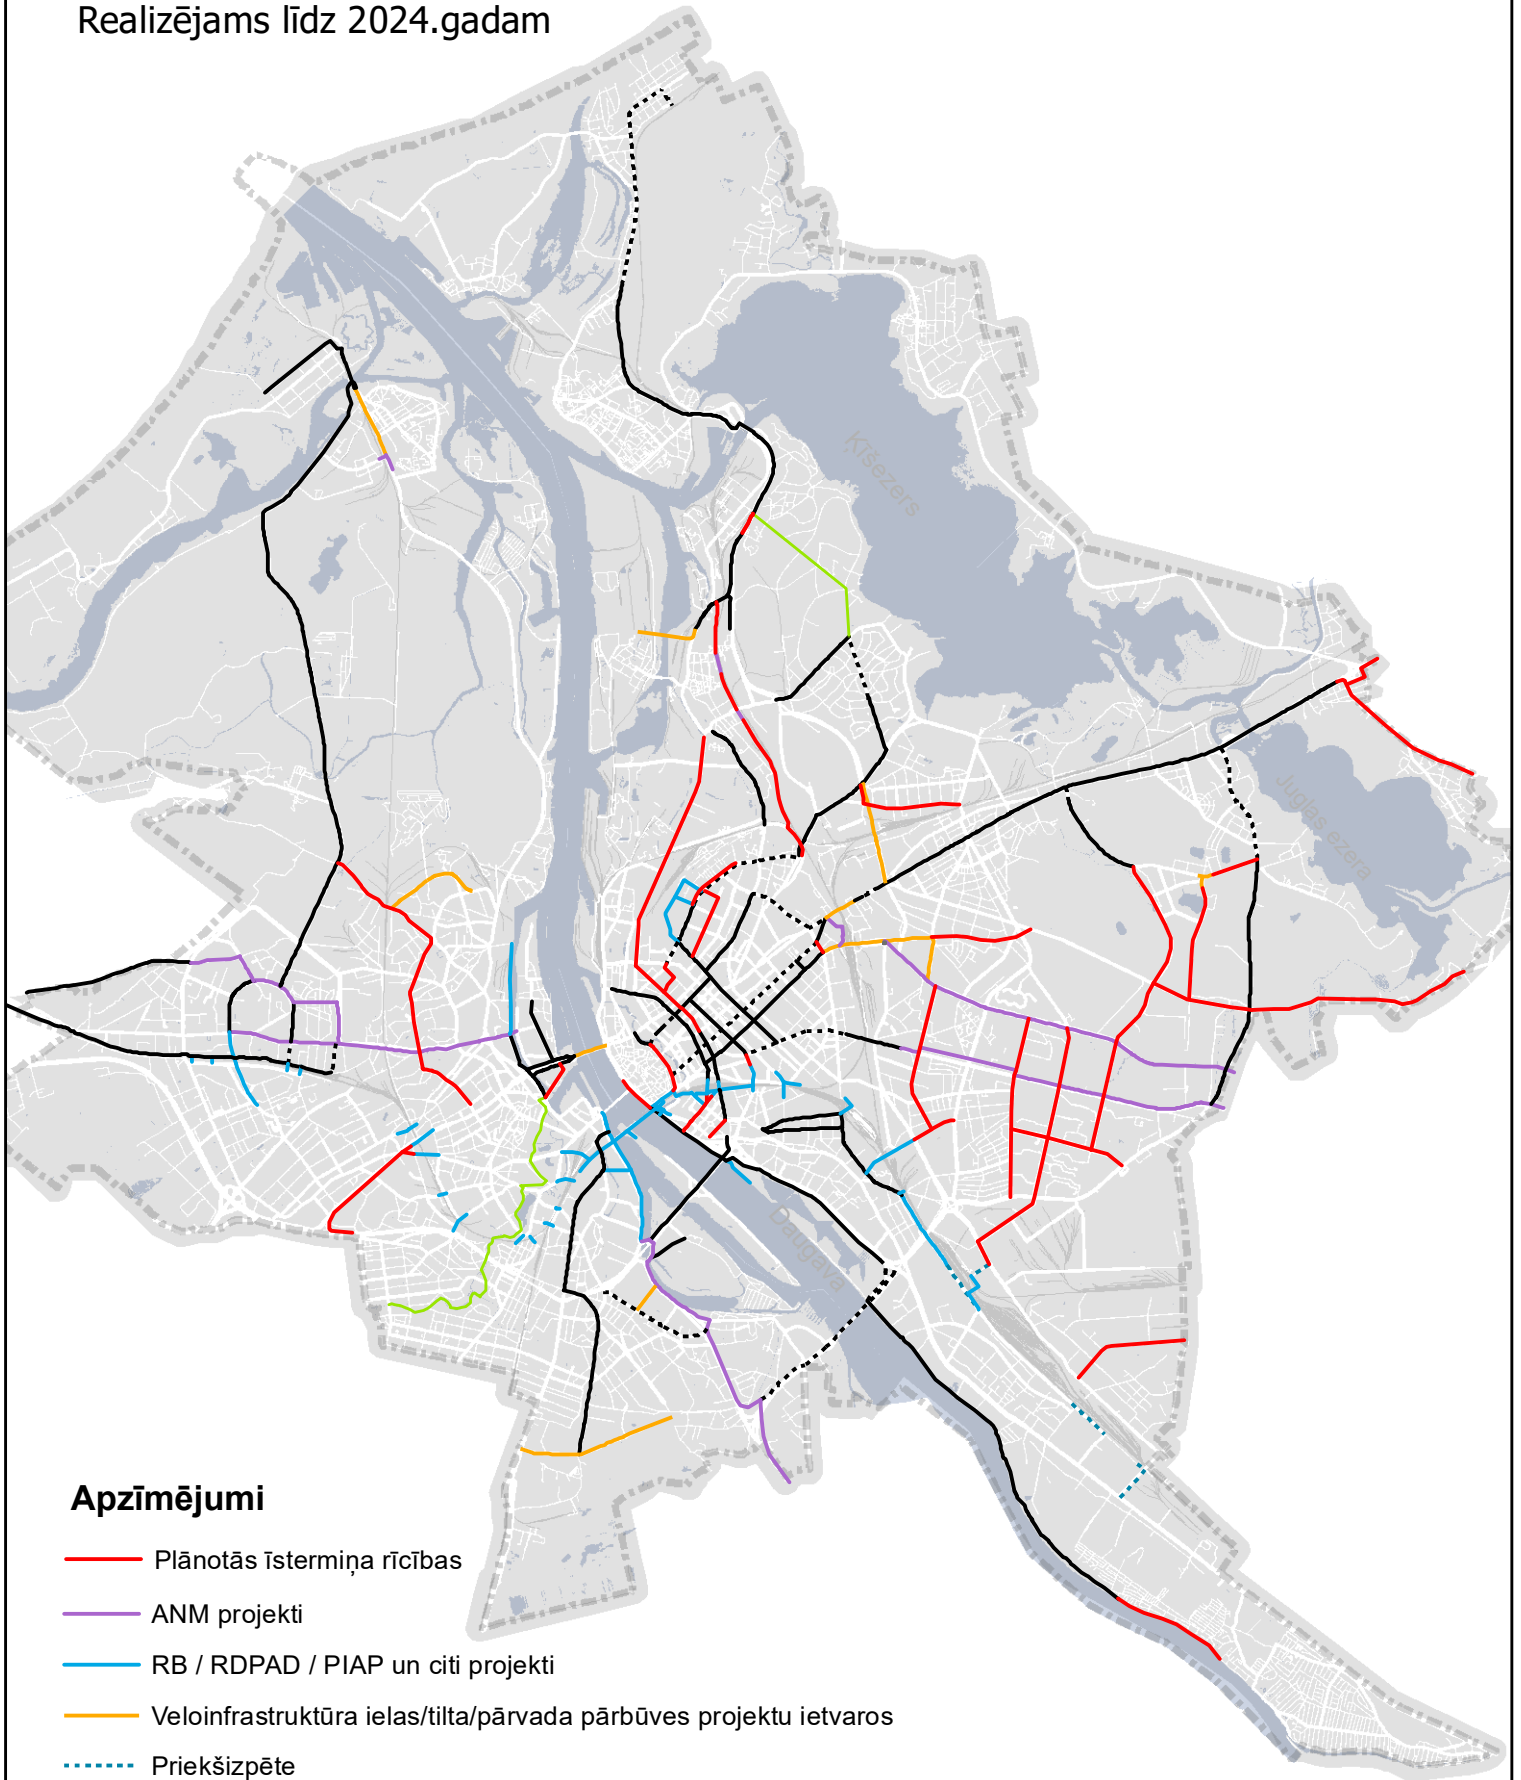 Realizējams līdz 2024.gadam
Ķīšezers
Juglas ezers
Daugava
Apzīmējumi
Plānotās īstermiņa rīcības
ANM projekti
RB / RDPAD / PIAP un citi projekti
Veloinfrastruktūra ielas/tilta/pārvada pārbūves projektu ietvaros
Priekšizpēte